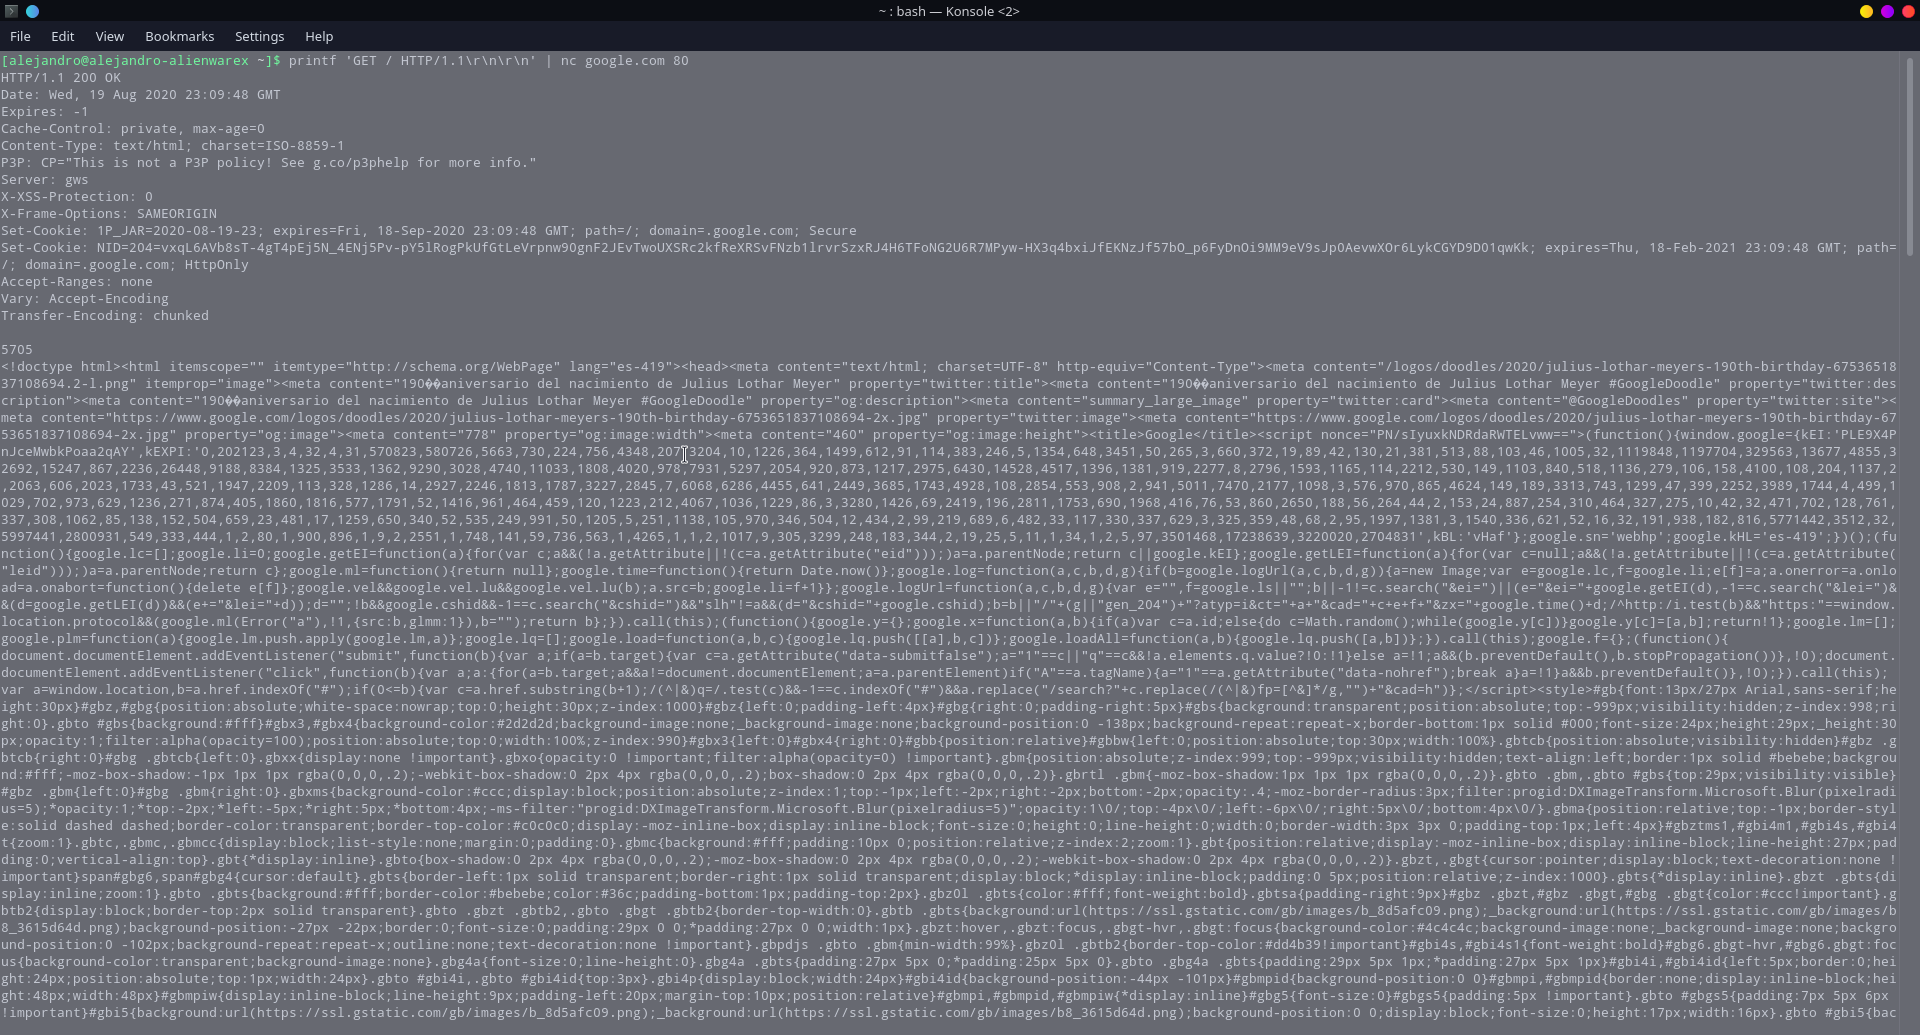 ~ : bash — Konsole <2>
File Edit View Bookmarks Settings Help
[alejandro@alejandro-alienwarex ~]$ printf 'GET / HTTP/1.1\r\n\r\n' | nc google.com 80
HTTP/1.1 200 OK
Date: Wed, 19 Aug 2020 23:09:48 GMT
Expires: -1
Cache-Control: private, max-age=0
Content-Type: text/html; charset=ISO-8859-1
P3P: CP="This is not a P3P policy! See g.co/p3phelp for more info."
Server: gws
X-XSS-Protection: 0
X-Frame-Options: SAMEORIGIN
Set-Cookie: 1P_JAR=2020-08-19-23; expires=Fri, 18-Sep-2020 23:09:48 GMT; path=/; domain=.google.com; Secure
Set-Cookie: NID=204=vxqL6AVb8sT-4gT4pEj5N_4ENj5Pv-pY5lRogPkUfGtLeVrpnw9OgnF2JEvTwoUXSRc2kfReXRSvFNzb1lrvrSzxRJ4H6TFoNG2U6R7MPyw-HX3q4bxiJfEKNzJf57bO_p6FyDnOi9MM9eV9sJp0AevwXOr6LykCGYD9D01qwKk; expires=Thu, 18-Feb-2021 23:09:48 GMT; path=
/; domain=.google.com; HttpOnly
Accept-Ranges: none
Vary: Accept-Encoding
Transfer-Encoding: chunked
5705
<!doctype html><html itemscope="" itemtype="http://schema.org/WebPage" lang="es-419"><head><meta content="text/html; charset=UTF-8" http-equiv="Content-Type"><meta content="/logos/doodles/2020/julius-lothar-meyers-190th-birthday-67536518
37108694.2-l.png" itemprop="image"><meta content="190��aniversario del nacimiento de Julius Lothar Meyer" property="twitter:title"><meta content="190��aniversario del nacimiento de Julius Lothar Meyer #GoogleDoodle" property="twitter:des
cription"><meta content="190��aniversario del nacimiento de Julius Lothar Meyer #GoogleDoodle" property="og:description"><meta content="summary_large_image" property="twitter:card"><meta content="@GoogleDoodles" property="twitter:site"><
meta content="https://www.google.com/logos/doodles/2020/julius-lothar-meyers-190th-birthday-6753651837108694-2x.jpg" property="twitter:image"><meta content="https://www.google.com/logos/doodles/2020/julius-lothar-meyers-190th-birthday-67
53651837108694-2x.jpg" property="og:image"><meta content="778" property="og:image:width"><meta content="460" property="og:image:height"><title>Google</title><script nonce="PN/sIyuxkNDRdaRWTELvww==">(function(){window.google={kEI:'PLE9X4P
nJceMwbkPoaa2qAY',kEXPI:'0,202123,3,4,32,4,31,570823,580726,5663,730,224,756,4348,207,3204,10,1226,364,1499,612,91,114,383,246,5,1354,648,3451,50,265,3,660,372,19,89,42,130,21,381,513,88,103,46,1005,32,1119848,1197704,329563,13677,4855,3
2692,15247,867,2236,26448,9188,8384,1325,3533,1362,9290,3028,4740,11033,1808,4020,978,7931,5297,2054,920,873,1217,2975,6430,14528,4517,1396,1381,919,2277,8,2796,1593,1165,114,2212,530,149,1103,840,518,1136,279,106,158,4100,108,204,1137,2
,2063,606,2023,1733,43,521,1947,2209,113,328,1286,14,2927,2246,1813,1787,3227,2845,7,6068,6286,4455,641,2449,3685,1743,4928,108,2854,553,908,2,941,5011,7470,2177,1098,3,576,970,865,4624,149,189,3313,743,1299,47,399,2252,3989,1744,4,499,1
029,702,973,629,1236,271,874,405,1860,1816,577,1791,52,1416,961,464,459,120,1223,212,4067,1036,1229,86,3,3280,1426,69,2419,196,2811,1753,690,1968,416,76,53,860,2650,188,56,264,44,2,153,24,887,254,310,464,327,275,10,42,32,471,702,128,761,
337,308,1062,85,138,152,504,659,23,481,17,1259,650,340,52,535,249,991,50,1205,5,251,1138,105,970,346,504,12,434,2,99,219,689,6,482,33,117,330,337,629,3,325,359,48,68,2,95,1997,1381,3,1540,336,621,52,16,32,191,938,182,816,5771442,3512,32,
5997441,2800931,549,333,444,1,2,80,1,900,896,1,9,2,2551,1,748,141,59,736,563,1,4265,1,1,2,1017,9,305,3299,248,183,344,2,19,25,5,11,1,34,1,2,5,97,3501468,17238639,3220020,2704831',kBL:'vHaf'};google.sn='webhp';google.kHL='es-419';})();(fu
nction(){google.lc=[];google.li=0;google.getEI=function(a){for(var c;a&&(!a.getAttribute||!(c=a.getAttribute("eid")));)a=a.parentNode;return c||google.kEI};google.getLEI=function(a){for(var c=null;a&&(!a.getAttribute||!(c=a.getAttribute(
"leid")));)a=a.parentNode;return c};google.ml=function(){return null};google.time=function(){return Date.now()};google.log=function(a,c,b,d,g){if(b=google.logUrl(a,c,b,d,g)){a=new Image;var e=google.lc,f=google.li;e[f]=a;a.onerror=a.onlo
ad=a.onabort=function(){delete e[f]};google.vel&&google.vel.lu&&google.vel.lu(b);a.src=b;google.li=f+1}};google.logUrl=function(a,c,b,d,g){var e="",f=google.ls||"";b||-1!=c.search("&ei=")||(e="&ei="+google.getEI(d),-1==c.search("&lei=")&
&(d=google.getLEI(d))&&(e+="&lei="+d));d="";!b&&google.cshid&&-1==c.search("&cshid=")&&"slh"!=a&&(d="&cshid="+google.cshid);b=b||"/"+(g||"gen_204")+"?atyp=i&ct="+a+"&cad="+c+e+f+"&zx="+google.time()+d;/^http:/i.test(b)&&"https:"==window.
location.protocol&&(google.ml(Error("a"),!1,{src:b,glmm:1}),b="");return b};}).call(this);(function(){google.y={};google.x=function(a,b){if(a)var c=a.id;else{do c=Math.random();while(google.y[c])}google.y[c]=[a,b];return!1};google.lm=[];
google.plm=function(a){google.lm.push.apply(google.lm,a)};google.lq=[];google.load=function(a,b,c){google.lq.push([[a],b,c])};google.loadAll=function(a,b){google.lq.push([a,b])};}).call(this);google.f={};(function(){
document.documentElement.addEventListener("submit",function(b){var a;if(a=b.target){var c=a.getAttribute("data-submitfalse");a="1"==c||"q"==c&&!a.elements.q.value?!0:!1}else a=!1;a&&(b.preventDefault(),b.stopPropagation())},!0);document.
documentElement.addEventListener("click",function(b){var a;a:{for(a=b.target;a&&a!=document.documentElement;a=a.parentElement)if("A"==a.tagName){a="1"==a.getAttribute("data-nohref");break a}a=!1}a&&b.preventDefault()},!0);}).call(this);
var a=window.location,b=a.href.indexOf("#");if(0<=b){var c=a.href.substring(b+1);/(^|&)q=/.test(c)&&-1==c.indexOf("#")&&a.replace("/search?"+c.replace(/(^|&)fp=[^&]*/g,"")+"&cad=h")};</script><style>#gb{font:13px/27px Arial,sans-serif;he
ight:30px}#gbz,#gbg{position:absolute;white-space:nowrap;top:0;height:30px;z-index:1000}#gbz{left:0;padding-left:4px}#gbg{right:0;padding-right:5px}#gbs{background:transparent;position:absolute;top:-999px;visibility:hidden;z-index:998;ri
ght:0}.gbto #gbs{background:#fff}#gbx3,#gbx4{background-color:#2d2d2d;background-image:none;_background-image:none;background-position:0 -138px;background-repeat:repeat-x;border-bottom:1px solid #000;font-size:24px;height:29px;_height:30
px;opacity:1;filter:alpha(opacity=100);position:absolute;top:0;width:100%;z-index:990}#gbx3{left:0}#gbx4{right:0}#gbb{position:relative}#gbbw{left:0;position:absolute;top:30px;width:100%}.gbtcb{position:absolute;visibility:hidden}#gbz .g
btcb{right:0}#gbg .gbtcb{left:0}.gbxx{display:none !important}.gbxo{opacity:0 !important;filter:alpha(opacity=0) !important}.gbm{position:absolute;z-index:999;top:-999px;visibility:hidden;text-align:left;border:1px solid #bebebe;backgrou
nd:#fff;-moz-box-shadow:-1px 1px 1px rgba(0,0,0,.2);-webkit-box-shadow:0 2px 4px rgba(0,0,0,.2);box-shadow:0 2px 4px rgba(0,0,0,.2)}.gbrtl .gbm{-moz-box-shadow:1px 1px 1px rgba(0,0,0,.2)}.gbto .gbm,.gbto #gbs{top:29px;visibility:visible}
#gbz .gbm{left:0}#gbg .gbm{right:0}.gbxms{background-color:#ccc;display:block;position:absolute;z-index:1;top:-1px;left:-2px;right:-2px;bottom:-2px;opacity:.4;-moz-border-radius:3px;filter:progid:DXImageTransform.Microsoft.Blur(pixelradi
us=5);*opacity:1;*top:-2px;*left:-5px;*right:5px;*bottom:4px;-ms-filter:"progid:DXImageTransform.Microsoft.Blur(pixelradius=5)";opacity:1\0/;top:-4px\0/;left:-6px\0/;right:5px\0/;bottom:4px\0/}.gbma{position:relative;top:-1px;border-styl
e:solid dashed dashed;border-color:transparent;border-top-color:#c0c0c0;display:-moz-inline-box;display:inline-block;font-size:0;height:0;line-height:0;width:0;border-width:3px 3px 0;padding-top:1px;left:4px}#gbztms1,#gbi4m1,#gbi4s,#gbi4
t{zoom:1}.gbtc,.gbmc,.gbmcc{display:block;list-style:none;margin:0;padding:0}.gbmc{background:#fff;padding:10px 0;position:relative;z-index:2;zoom:1}.gbt{position:relative;display:-moz-inline-box;display:inline-block;line-height:27px;pad
ding:0;vertical-align:top}.gbt{*display:inline}.gbto{box-shadow:0 2px 4px rgba(0,0,0,.2);-moz-box-shadow:0 2px 4px rgba(0,0,0,.2);-webkit-box-shadow:0 2px 4px rgba(0,0,0,.2)}.gbzt,.gbgt{cursor:pointer;display:block;text-decoration:none !
important}span#gbg6,span#gbg4{cursor:default}.gbts{border-left:1px solid transparent;border-right:1px solid transparent;display:block;*display:inline-block;padding:0 5px;position:relative;z-index:1000}.gbts{*display:inline}.gbzt .gbts{di
splay:inline;zoom:1}.gbto .gbts{background:#fff;border-color:#bebebe;color:#36c;padding-bottom:1px;padding-top:2px}.gbz0l .gbts{color:#fff;font-weight:bold}.gbtsa{padding-right:9px}#gbz .gbzt,#gbz .gbgt,#gbg .gbgt{color:#ccc!important}.g
btb2{display:block;border-top:2px solid transparent}.gbto .gbzt .gbtb2,.gbto .gbgt .gbtb2{border-top-width:0}.gbtb .gbts{background:url(https://ssl.gstatic.com/gb/images/b_8d5afc09.png);_background:url(https://ssl.gstatic.com/gb/images/b
8_3615d64d.png);background-position:-27px -22px;border:0;font-size:0;padding:29px 0 0;*padding:27px 0 0;width:1px}.gbzt:hover,.gbzt:focus,.gbgt-hvr,.gbgt:focus{background-color:#4c4c4c;background-image:none;_background-image:none;backgro
und-position:0 -102px;background-repeat:repeat-x;outline:none;text-decoration:none !important}.gbpdjs .gbto .gbm{min-width:99%}.gbz0l .gbtb2{border-top-color:#dd4b39!important}#gbi4s,#gbi4s1{font-weight:bold}#gbg6.gbgt-hvr,#gbg6.gbgt:foc
us{background-color:transparent;background-image:none}.gbg4a{font-size:0;line-height:0}.gbg4a .gbts{padding:27px 5px 0;*padding:25px 5px 0}.gbto .gbg4a .gbts{padding:29px 5px 1px;*padding:27px 5px 1px}#gbi4i,#gbi4id{left:5px;border:0;hei
ght:24px;position:absolute;top:1px;width:24px}.gbto #gbi4i,.gbto #gbi4id{top:3px}.gbi4p{display:block;width:24px}#gbi4id{background-position:-44px -101px}#gbmpid{background-position:0 0}#gbmpi,#gbmpid{border:none;display:inline-block;hei
ght:48px;width:48px}#gbmpiw{display:inline-block;line-height:9px;padding-left:20px;margin-top:10px;position:relative}#gbmpi,#gbmpid,#gbmpiw{*display:inline}#gbg5{font-size:0}#gbgs5{padding:5px !important}.gbto #gbgs5{padding:7px 5px 6px
!important}#gbi5{background:url(https://ssl.gstatic.com/gb/images/b_8d5afc09.png);_background:url(https://ssl.gstatic.com/gb/images/b8_3615d64d.png);background-position:0 0;display:block;font-size:0;height:17px;width:16px}.gbto #gbi5{bac